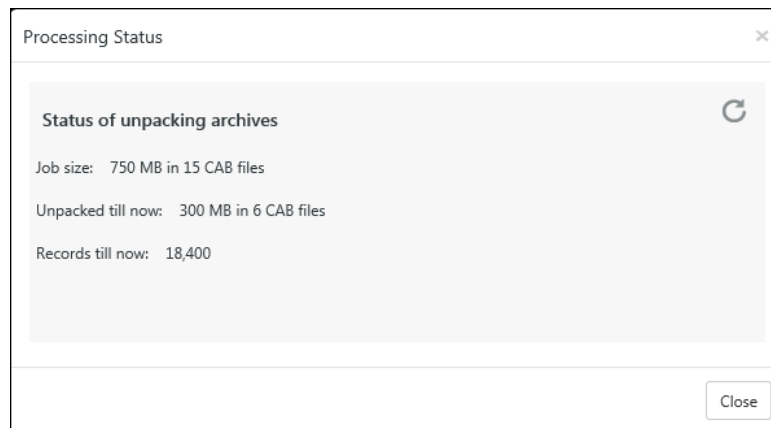 Processing Status
Status of unpacking archives
Job size: 750 MB in 15 CAB files
Unpacked till now: 300 MB in 6 CAB files
Records till now: 18,400
Close